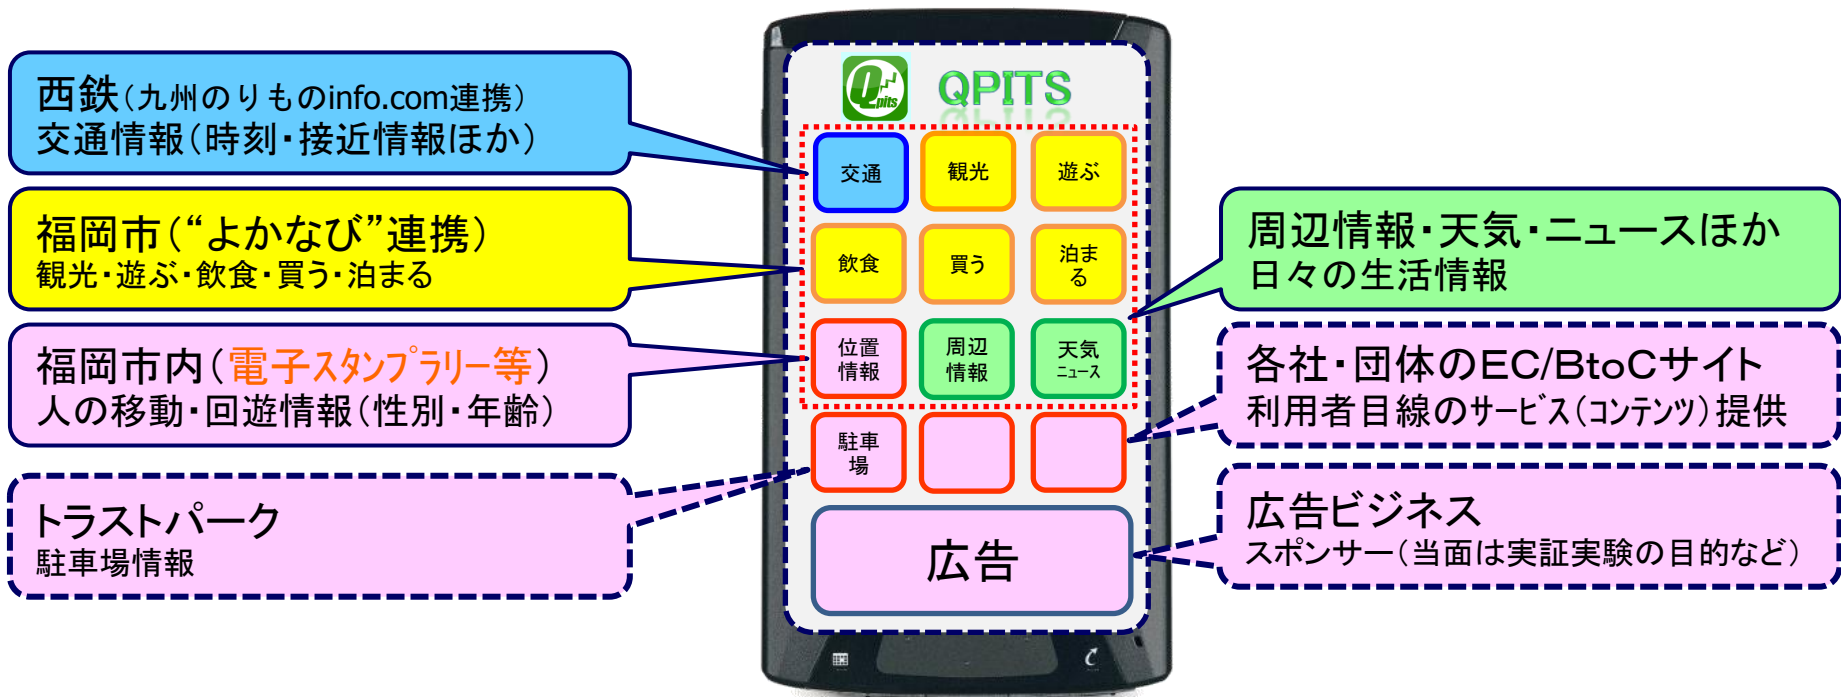 西鉄（九州のりものinfo.com連携）
交通情報（時刻・接近情報ほか）
福岡市（“よかなび”連携）
観光・遊ぶ・飲食・買う・泊まる
福岡市内（電子スタンプラリー等）
人の移動・回遊情報（性別・年齢）
トラストパーク
駐車場情報
Qpits
QPITS
交通
観光
遊ぶ
飲食
買う
泊ま
る
位置
情報
周辺
情報
天気
ニュース
駐車
場
広告
周辺情報・天気・ニュースほか
日々の生活情報
各社・団体のEC/BtoCサイト
利用者目線のサービス（コンテンツ）提供
広告ビジネス
スポンサー（当面は実証実験の目的など）